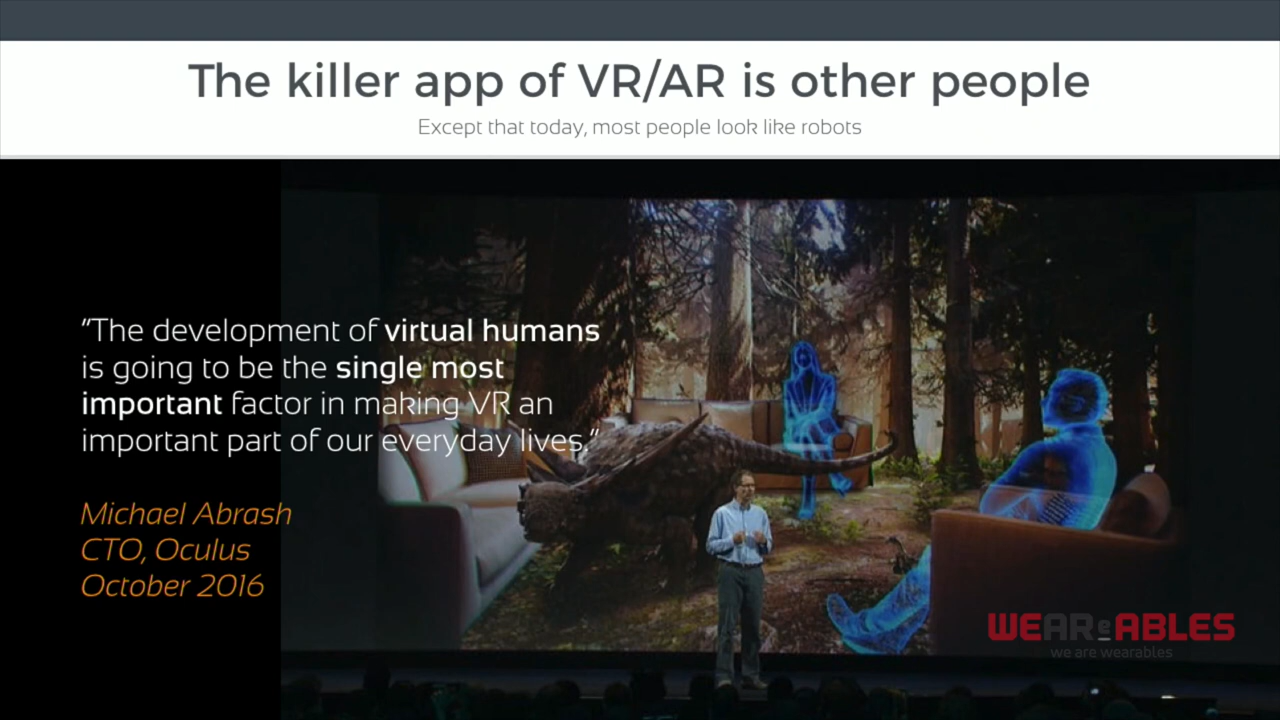 The killer app of VR/AR is other people
Except that today, most people look like robots
“The development of virtual humans
is going to be the single most
important factor in making VR an
important part of our everyday lives.”
Michael Abrash
CTO, Oculus
October 2016
WEAReABLES
we are wearables